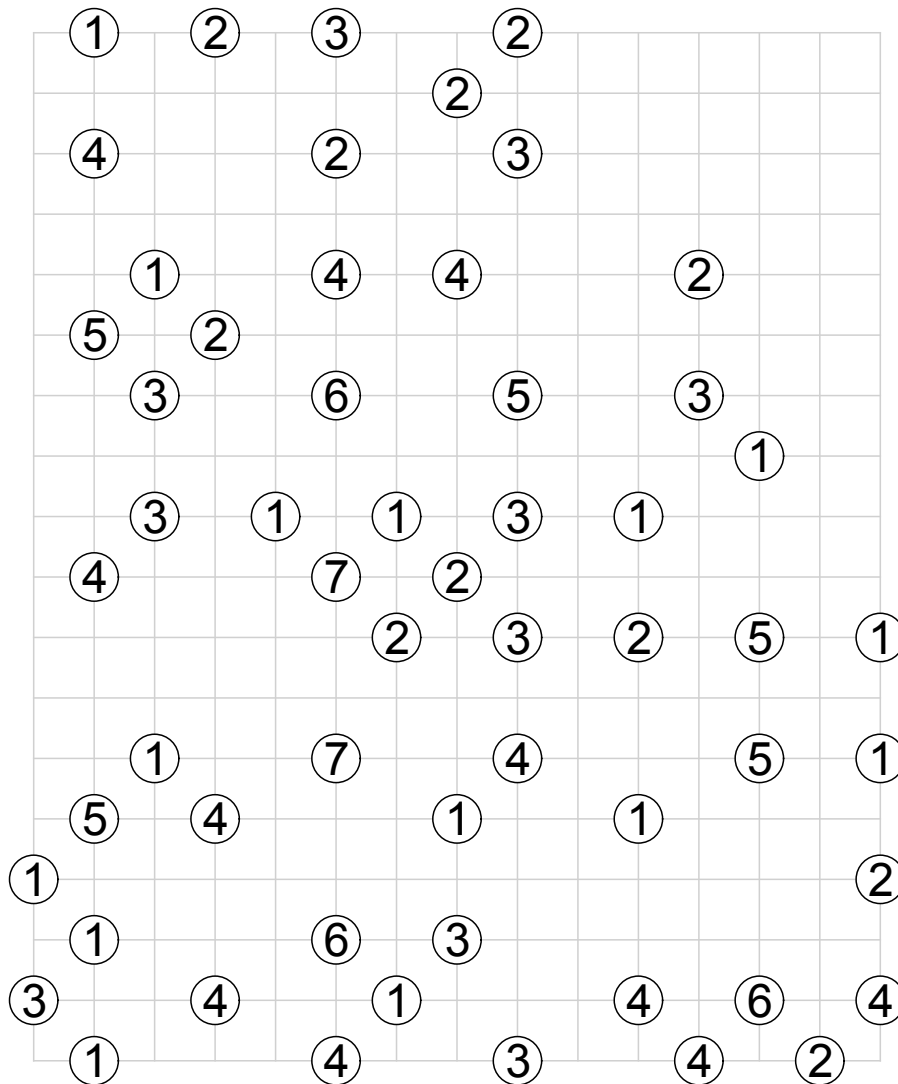 1 2 3 2
2
4 2 3
1 4 4 2
5 2
3 6 5 3
1
3 1 1 3 1
4 7 2
2 3 2 5 1
1 7 4 5 1
5 4 1 1
1 2
1 6 3
3 4 1 4 6 4
1 4 3 4 2